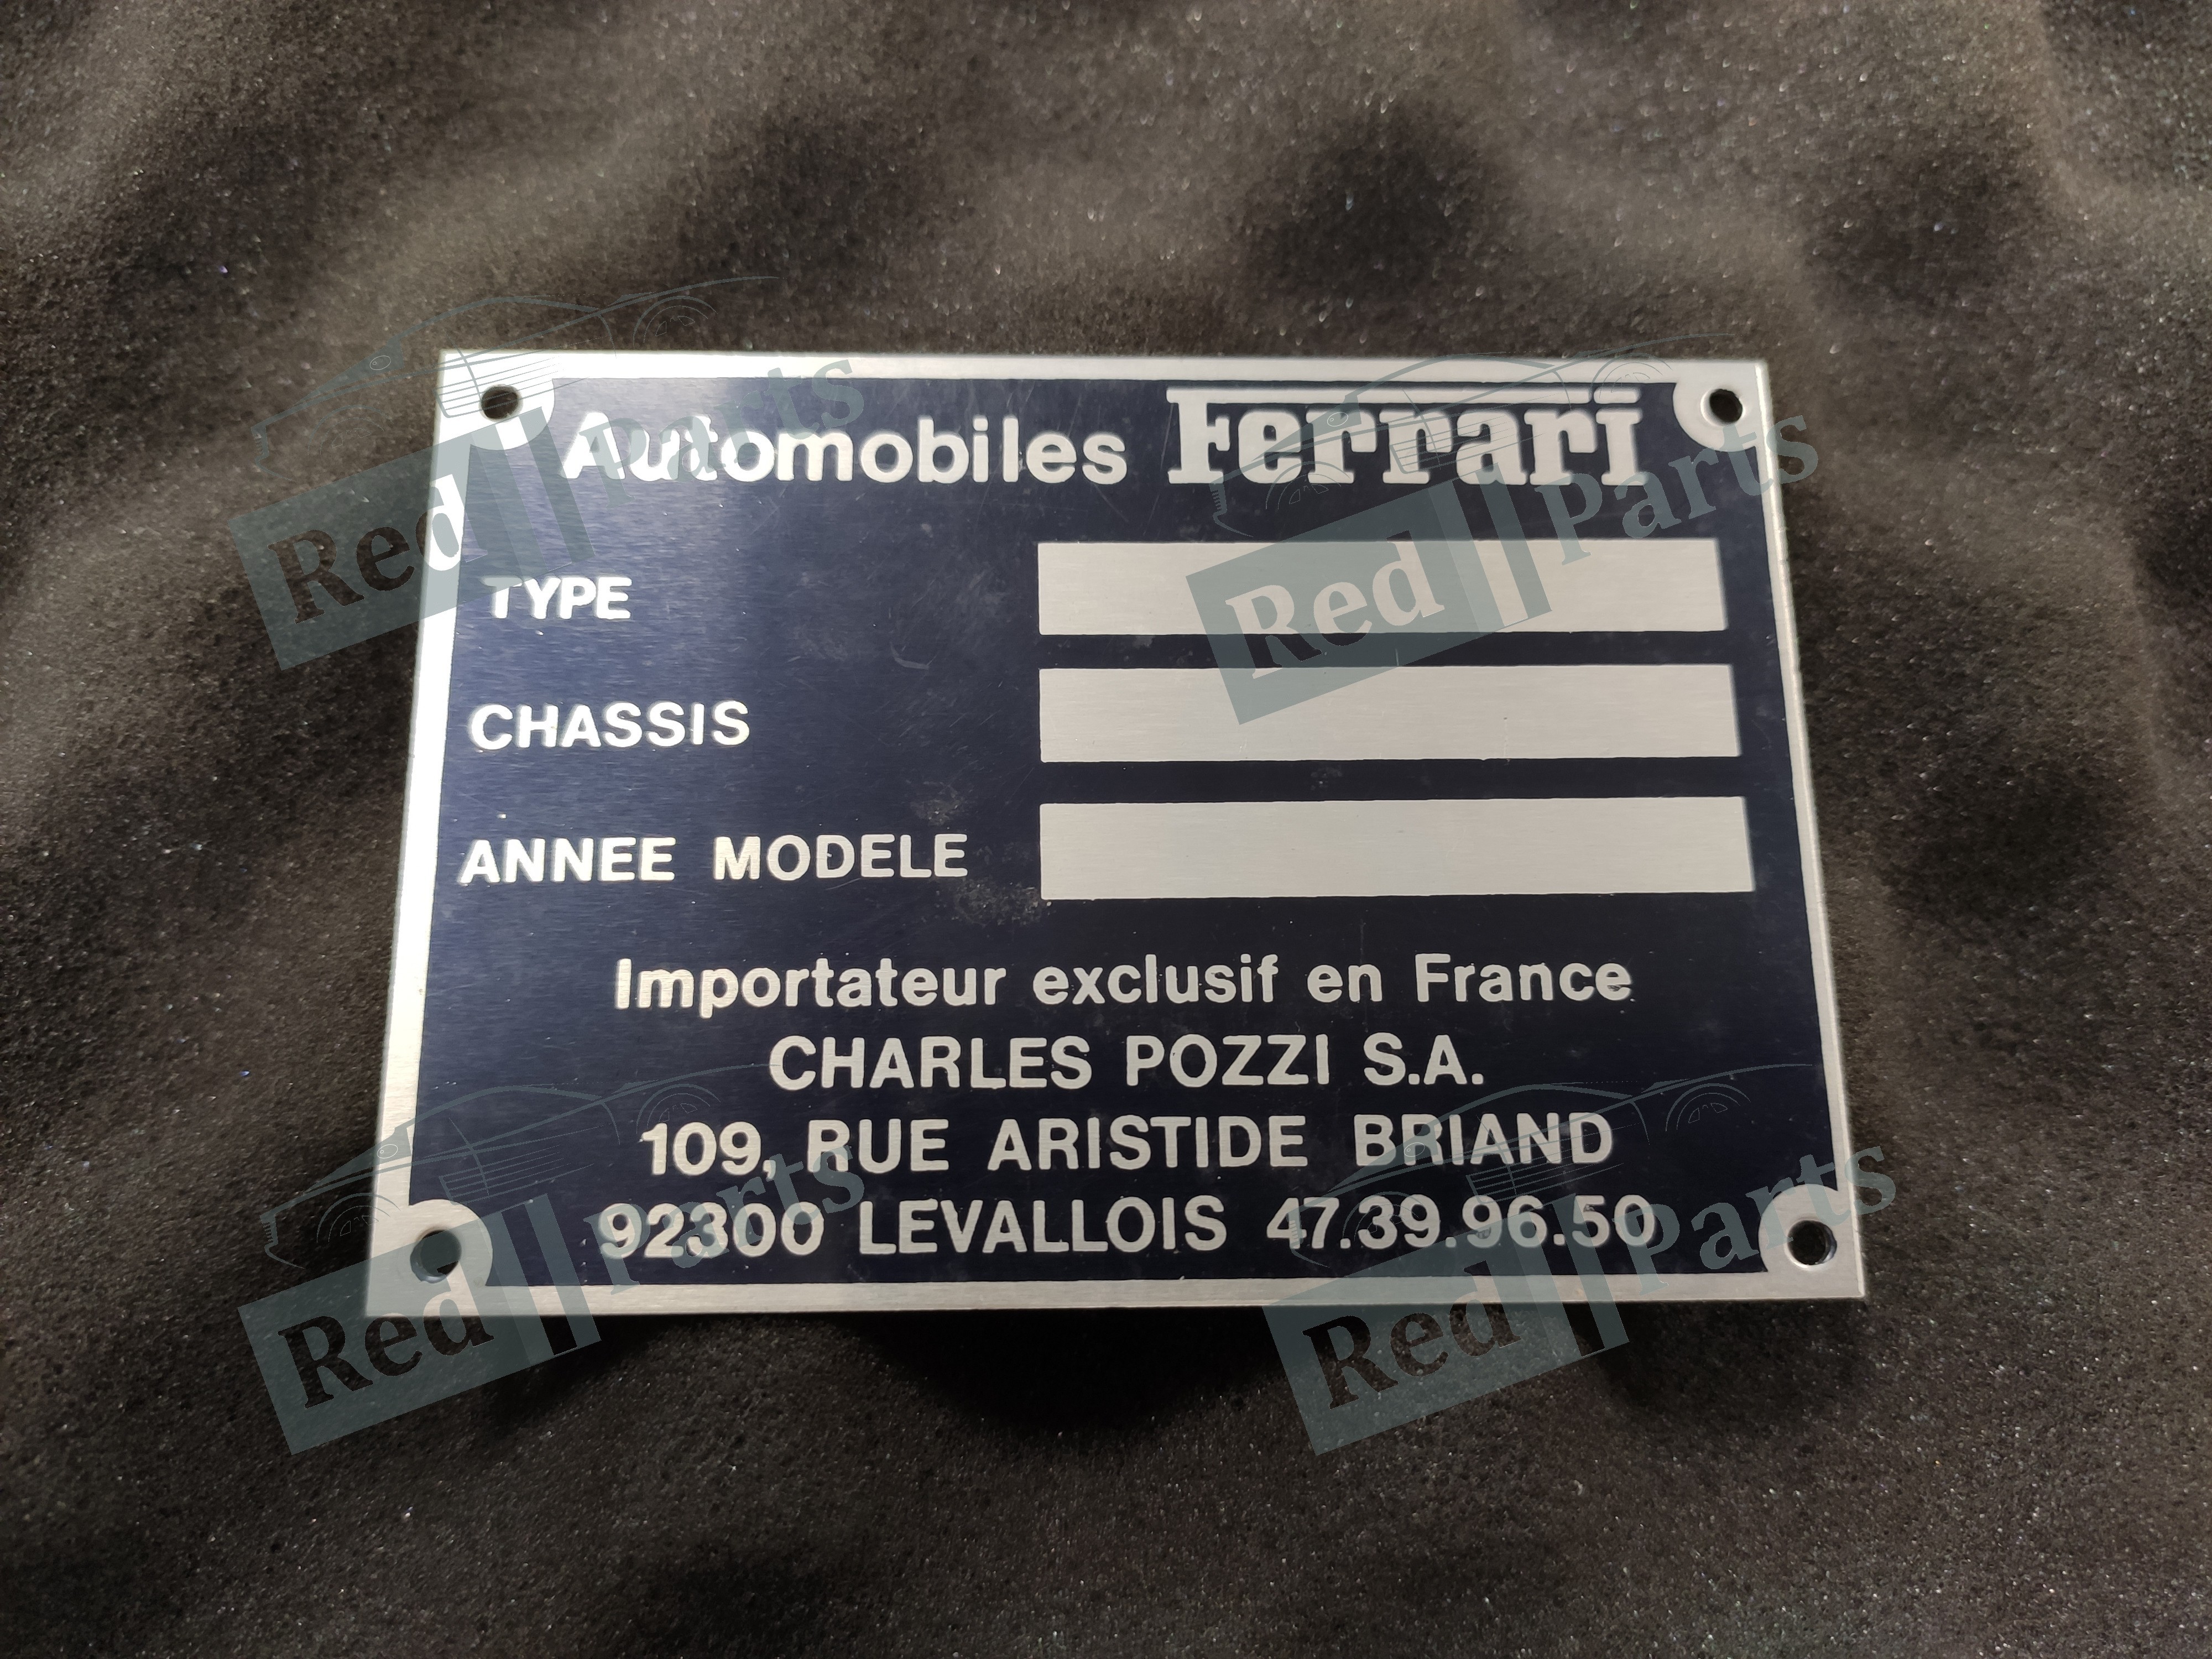 Automobiles Ferrari
TYPE
CHASSIS
ANNEE MODELE
Importateur exclusif en France
CHARLES POZZI S.A.
109, RUE ARISTIDE BRIAND
92300 LEVALLOIS 47.39.96.50
Red Parts
Red Parts
Red Parts
Red Parts